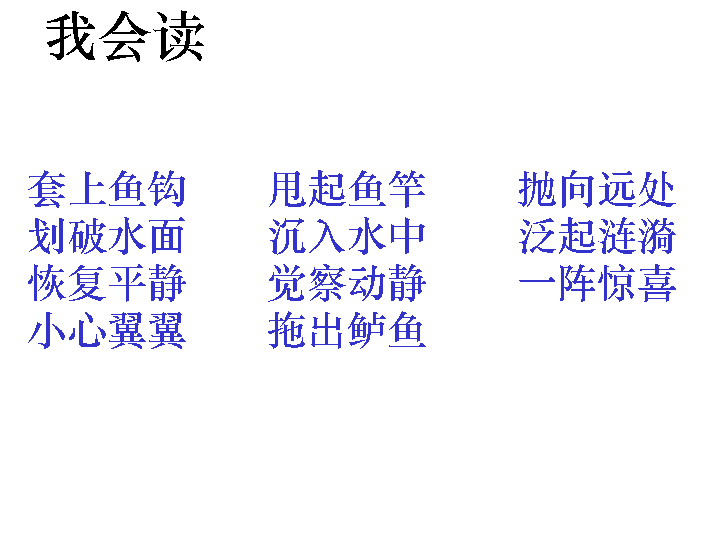 我会读
套上鱼钩 甩起鱼竿 抛向远处
划破水面 沉入水中 泛起涟漪
恢复平静 觉察动静 一阵惊喜
小心翼翼 拖出鲈鱼